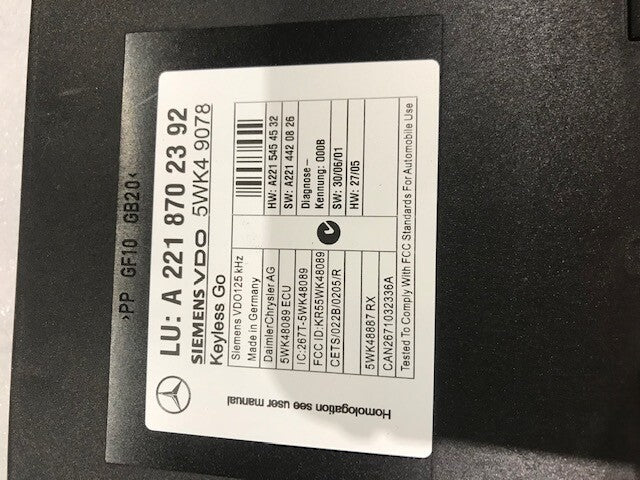 ›PP GF10 GB20‹
LU: A 221 870 23 92
SIEMENS VDO 5WK4 9078
Keyless Go
Siemens VDO125 kHz
Made in Germany
DaimlerChrysler AG
5WK48089 ECU
IC:267T-5WK48089
FCC ID:KR55WK48089
CETS/022B/0205/R
5WK48887 RX
CAN2671032336A
Tested To Comply With FCC Standards For Automobile Use
HW: A221 545 45 32
SW: A221 442 08 26
Diagnose–
Kennung: 000B
SW: 30/06/01
HW: 27/05
Homologation see user manual